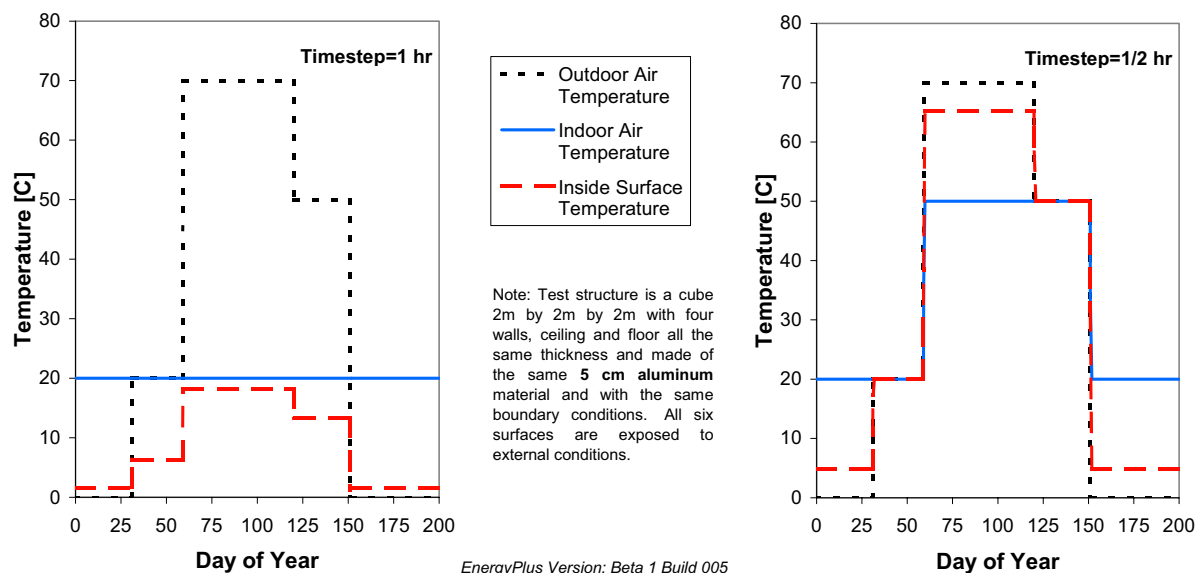 80
70
60
50
40
30
20
10
0
0 25 50 75 100 125 150 175 200
Temperature [C]
Day of Year
Timestep=1 hr
Outdoor Air
Temperature
Indoor Air
Temperature
Inside Surface
Temperature
Note: Test structure is a cube
2m by 2m by 2m with four
walls, ceiling and floor all the
same thickness and made of
the same 5 cm aluminum
material and with the same
boundary conditions. All six
surfaces are exposed to
external conditions.
EnergyPlus Version: Beta 1 Build 005
80
70
60
50
40
30
20
10
0
0 25 50 75 100 125 150 175 200
Temperature [C]
Day of Year
Timestep=1/2 hr